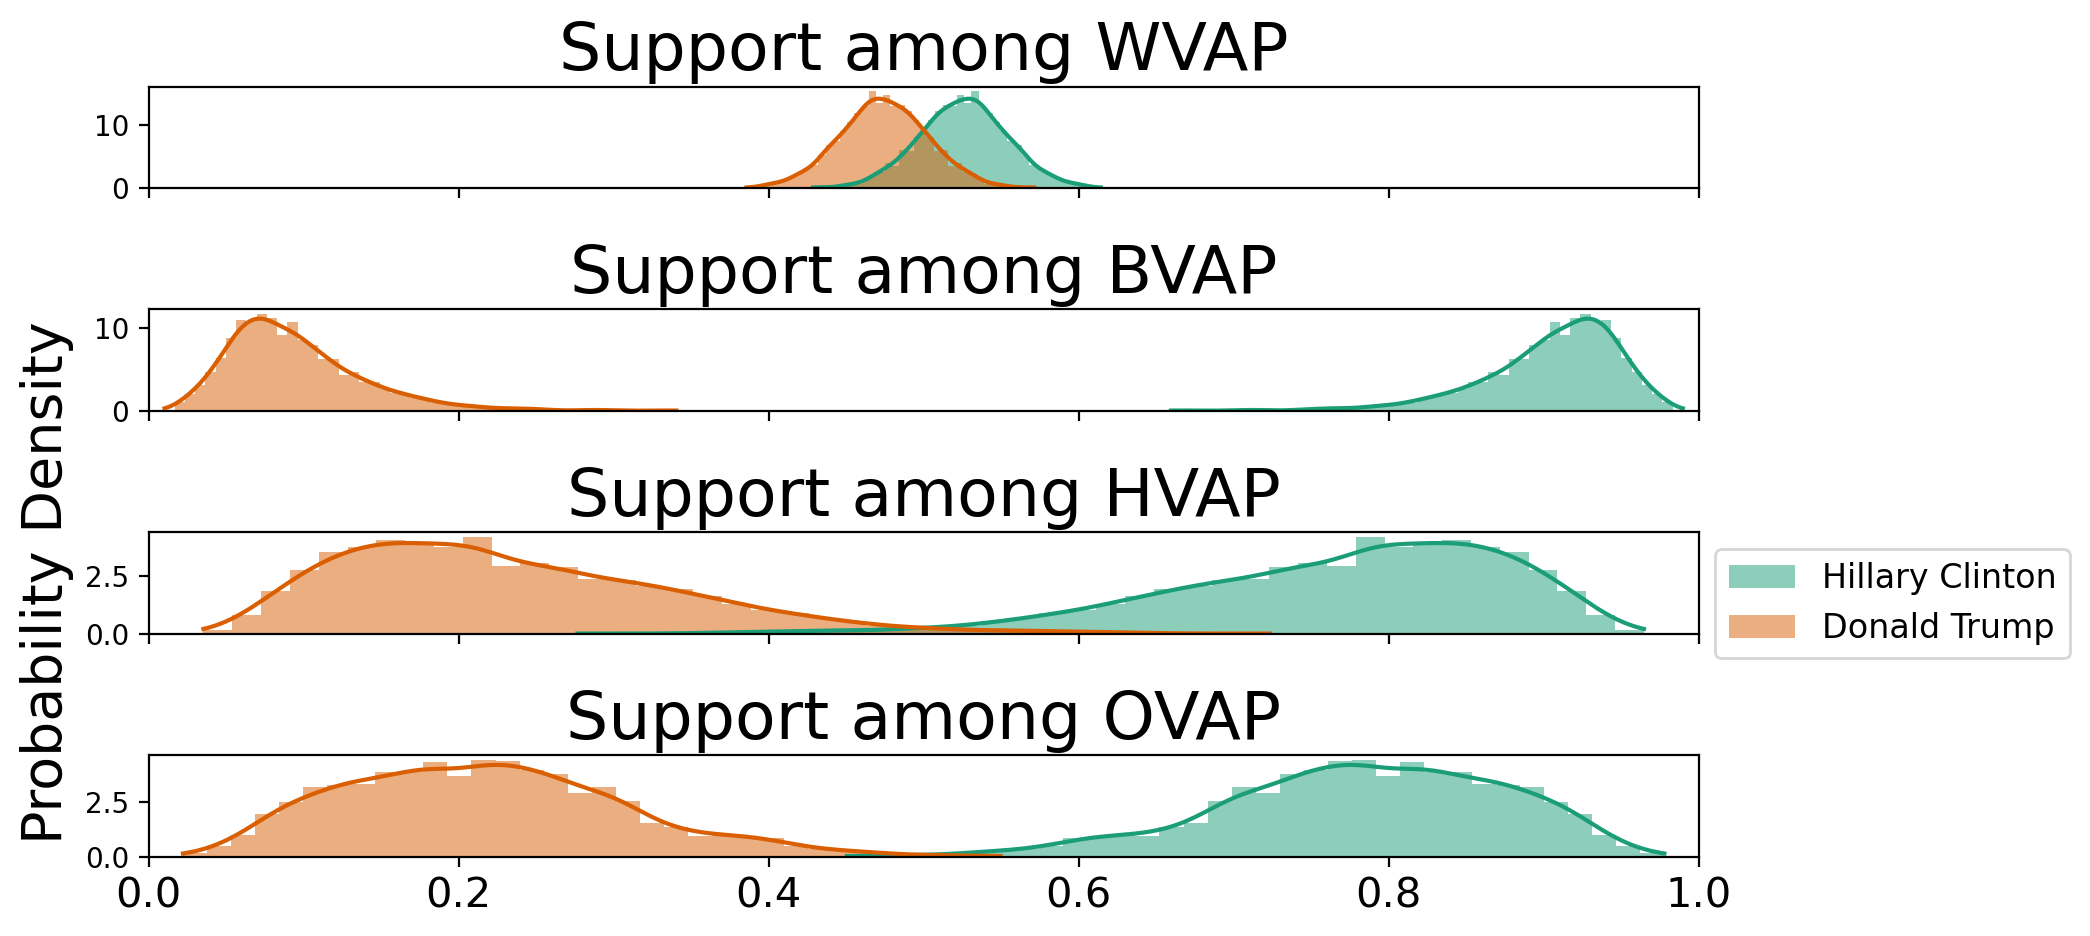 Support among WVAP
10
0
Support among BVAP
10
0
Probability Density
Support among HVAP
2.5
0.0
Hillary Clinton
Donald Trump
Support among OVAP
2.5
0.0
0.0 0.2 0.4 0.6 0.8 1.0